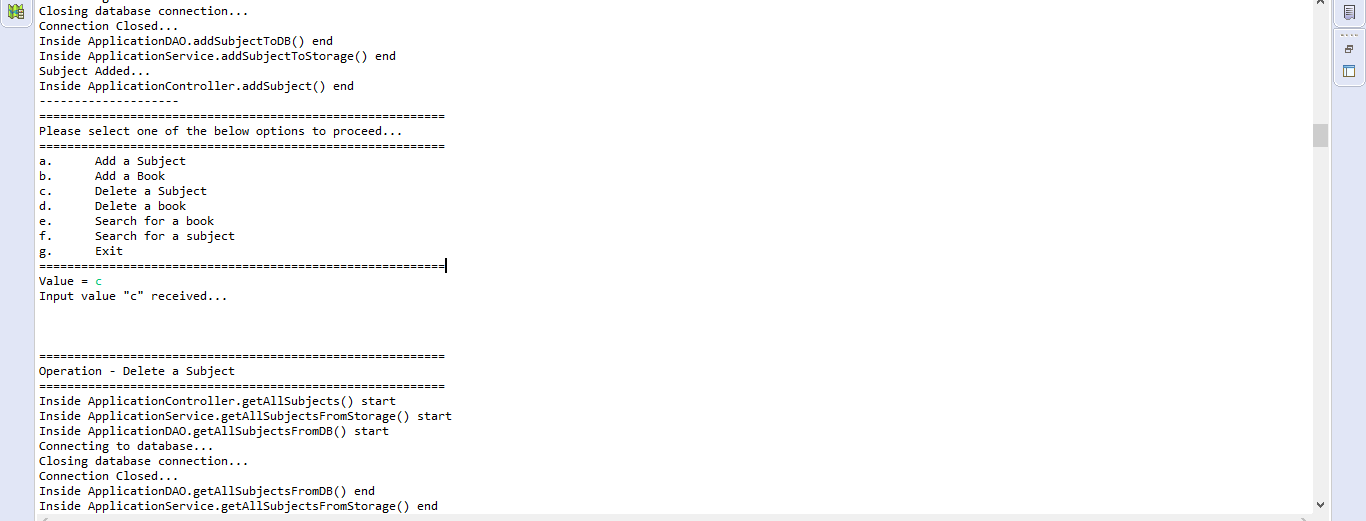 Closing database connection...
Connection Closed...
Inside ApplicationDAO.addSubjectToDB() end
Inside ApplicationService.addSubjectToStorage() end
Subject Added...
Inside ApplicationController.addSubject() end
--------------------
==========================================================
Please select one of the below options to proceed...
==========================================================
a. Add a Subject
b. Add a Book
c. Delete a Subject
d. Delete a book
e. Search for a book
f. Search for a subject
g. Exit
==========================================================
Value = c
Input value "c" received...
==========================================================
Operation - Delete a Subject
==========================================================
Inside ApplicationController.getAllSubjects() start
Inside ApplicationService.getAllSubjectsFromStorage() start
Inside ApplicationDAO.getAllSubjectsFromDB() start
Connecting to database...
Closing database connection...
Connection Closed...
Inside ApplicationDAO.getAllSubjectsFromDB() end
Inside ApplicationService.getAllSubjectsFromStorage() end